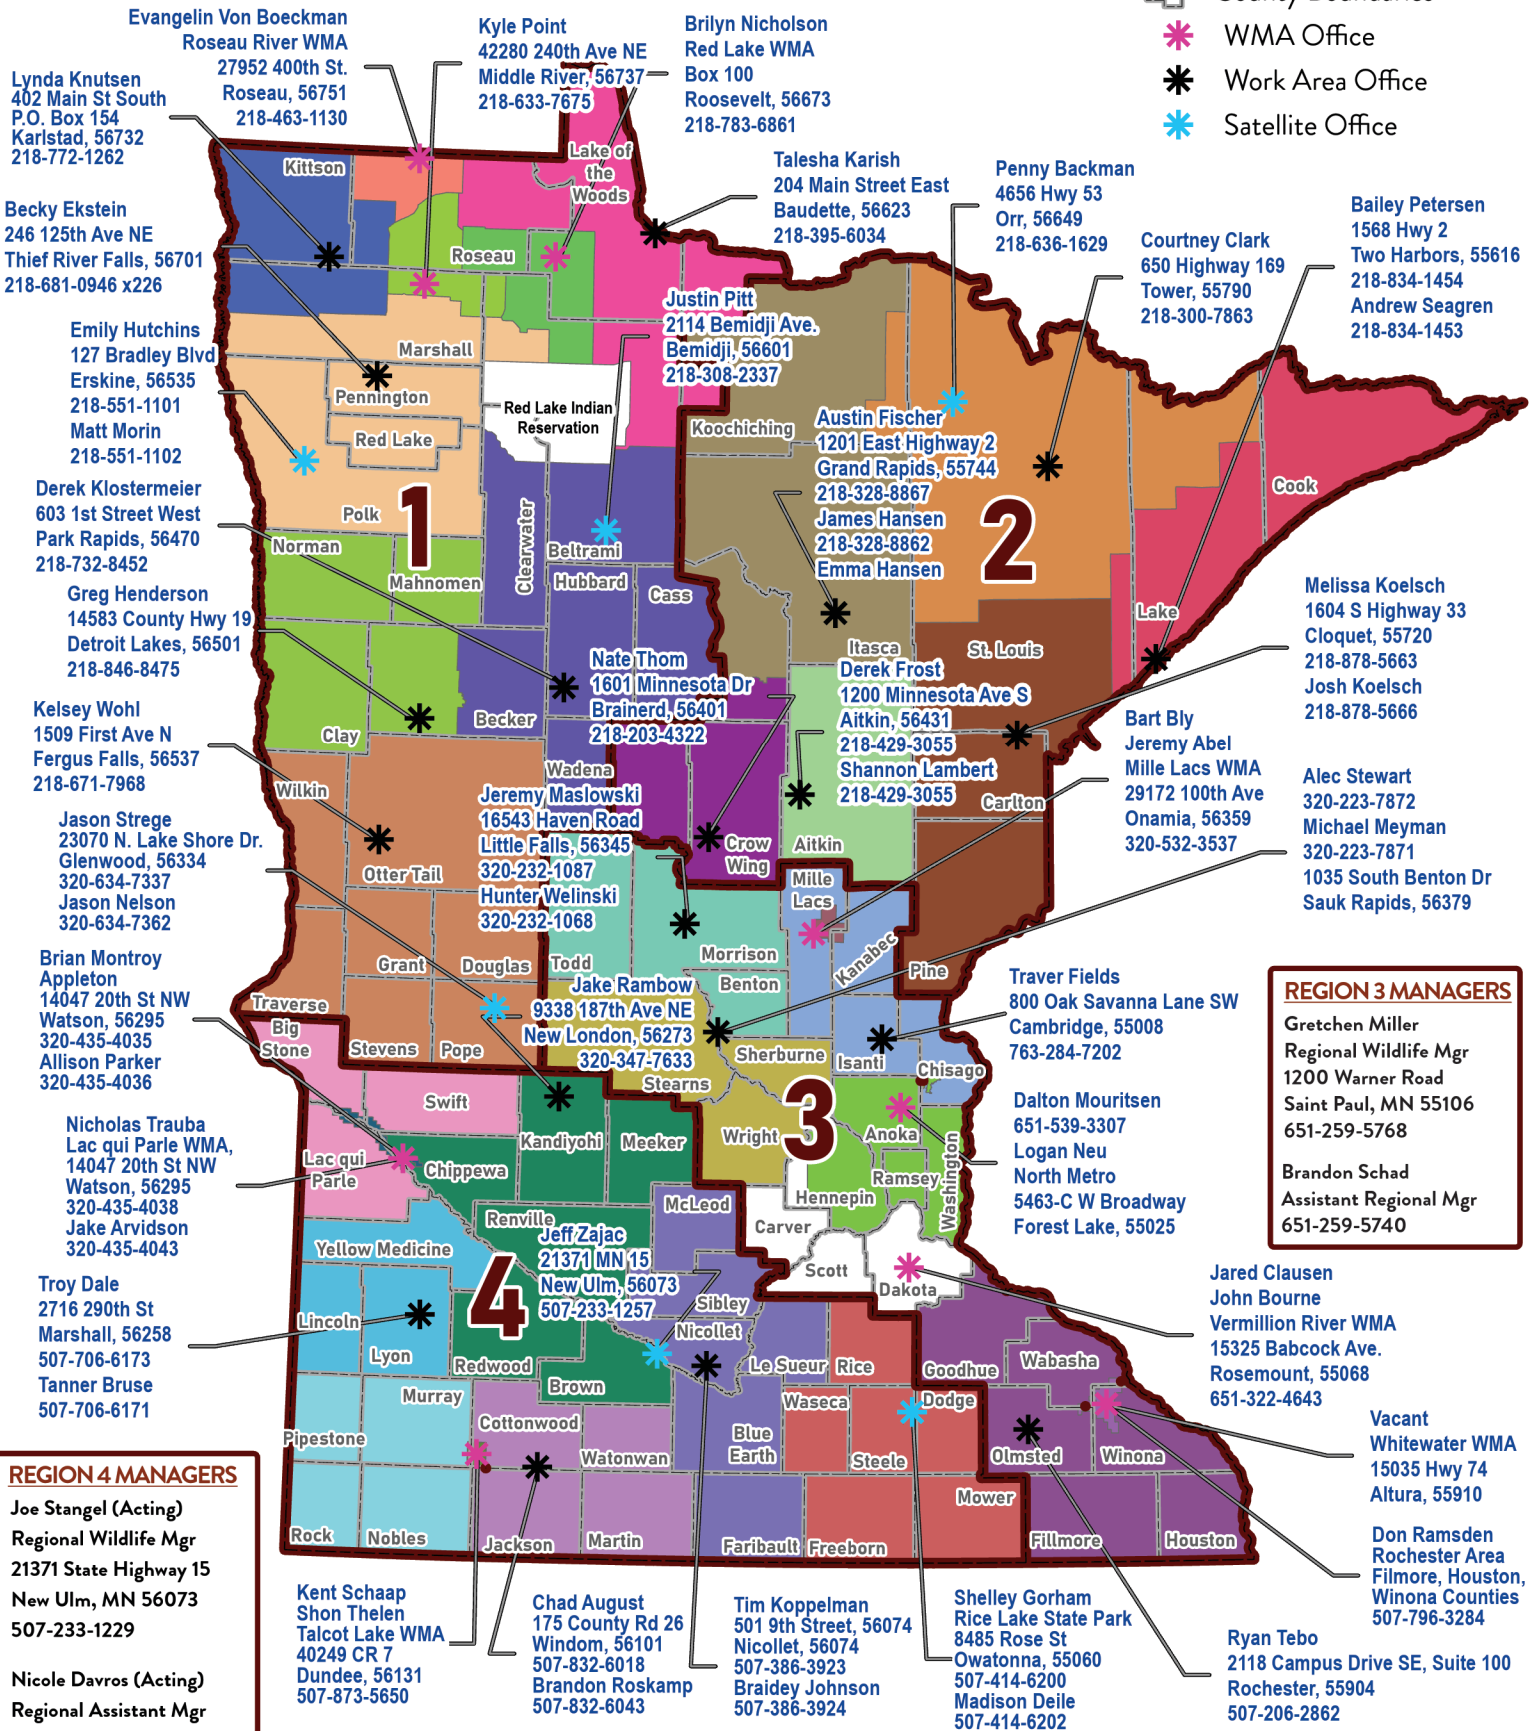 County Boundaries
WMA Office
Work Area Office
Satellite Office
Evangelin Von Boeckman
Roseau River WMA
27952 400th St.
Roseau, 56751
218-463-1130
Kyle Point
42280 240th Ave NE
Middle River, 56737
218-633-7675
Brilyn Nicholson
Red Lake WMA
Box 100
Roosevelt, 56673
218-783-6861
Lynda Knutsen
402 Main St South
P.O. Box 154
Karlstad, 56732
218-772-1262
Talesha Karish
204 Main Street East
Baudette, 56623
218-395-6034
Penny Backman
4656 Hwy 53
Orr, 56649
218-636-1629
Courtney Clark
650 Highway 169
Tower, 55790
218-300-7863
Bailey Petersen
1568 Hwy 2
Two Harbors, 55616
218-834-1454
Andrew Seagren
218-834-1453
Becky Ekstein
246 125th Ave NE
Thief River Falls, 56701
218-681-0946 x226
Emily Hutchins
127 Bradley Blvd
Erskine, 56535
218-551-1101
Matt Morin
218-551-1102
Justin Pitt
2114 Bemidji Ave.
Bemidji, 56601
218-308-2337
Austin Fischer
1201 East Highway 2
Grand Rapids, 55744
218-328-8867
James Hansen
218-328-8862
Emma Hansen
Derek Klostermeier
603 1st Street West
Park Rapids, 56470
218-732-8452
Greg Henderson
14583 County Hwy 19
Detroit Lakes, 56501
218-846-8475
Nate Thom
1601 Minnesota Dr
Brainerd, 56401
218-203-4322
Derek Frost
1200 Minnesota Ave S
Aitkin, 56431
218-429-3055
Shannon Lambert
218-429-3055
Melissa Koelsch
1604 S Highway 33
Cloquet, 55720
218-878-5663
Josh Koelsch
218-878-5666
Kelsey Wohl
1509 First Ave N
Fergus Falls, 56537
218-671-7968
Jeremy Maslowski
16543 Haven Road
Little Falls, 56345
320-232-1087
Hunter Welinski
320-232-1068
Bart Bly
Jeremy Abel
Mille Lacs WMA
29172 100th Ave
Onamia, 56359
320-532-3537
Alec Stewart
320-223-7872
Michael Meyman
320-223-7871
1035 South Benton Dr
Sauk Rapids, 56379
Jason Strege
23070 N. Lake Shore Dr.
Glenwood, 56334
320-634-7337
Jason Nelson
320-634-7362
Brian Montroy
Appleton
14047 20th St NW
Watson, 56295
320-435-4035
Allison Parker
320-435-4036
Jake Rambow
9338 187th Ave NE
New London, 56273
320-347-7633
Traver Fields
800 Oak Savanna Lane SW
Cambridge, 55008
763-284-7202
Nicholas Trauba
Lac qui Parle WMA,
14047 20th St NW
Watson, 56295
320-435-4038
Jake Arvidson
320-435-4043
Dalton Mouritsen
651-539-3307
Logan Neu
North Metro
5463-C W Broadway
Forest Lake, 55025
REGION 3 MANAGERS
Gretchen Miller
Regional Wildlife Mgr
1200 Warner Road
Saint Paul, MN 55106
651-259-5768
Brandon Schad
Assistant Regional Mgr
651-259-5740
Jeff Zajac
21371 MN 15
New Ulm, 56073
507-233-1257
Troy Dale
2716 290th St
Marshall, 56258
507-706-6173
Tanner Bruse
507-706-6171
Jared Clausen
John Bourne
Vermillion River WMA
15325 Babcock Ave.
Rosemount, 55068
651-322-4643
Vacant
Whitewater WMA
15035 Hwy 74
Altura, 55910
Don Ramsden
Rochester Area
Filmore, Houston,
Winona Counties
507-796-3284
REGION 4 MANAGERS
Joe Stangel (Acting)
Regional Wildlife Mgr
21371 State Highway 15
New Ulm, MN 56073
507-233-1229
Nicole Davros (Acting)
Regional Assistant Mgr
Kent Schaap
Shon Thelen
Talcot Lake WMA
40249 CR 7
Dundee, 56131
507-873-5650
Chad August
175 County Rd 26
Windom, 56101
507-832-6018
Brandon Roskamp
507-832-6043
Tim Koppelman
501 9th Street, 56074
Nicollet, 56074
507-386-3923
Braidey Johnson
507-386-3924
Shelley Gorham
Rice Lake State Park
8485 Rose St
Owatonna, 55060
507-414-6200
Madison Deile
507-414-6202
Ryan Tebo
2118 Campus Drive SE, Suite 100
Rochester, 55904
507-206-2862
Kittson
Lake of
the
Woods
Roseau
Marshall
Pennington
Red Lake
Red Lake Indian
Reservation
Koochiching
Cook
Polk
1
2
Norman
Mahnomen
Clearwater
Beltrami
Hubbard
Cass
Itasca
St. Louis
Lake
Clay
Becker
Wilkin
Wadena
Carlton
Otter Tail
Crow
Wing
Aitkin
Mille
Lacs
Grant
Douglas
Todd
Morrison
Benton
Kanabec
Pine
Traverse
Big
Stone
Stevens
Pope
Stearns
Sherburne
Isanti
Chisago
Swift
3
Kandiyohi
Meeker
Wright
Anoka
Lac qui
Parle
Chippewa
Ramsey
Washington
Hennepin
McLeod
Renville
Carver
Yellow Medicine
4
Scott
Dakota
Sibley
Lincoln
Lyon
Redwood
Nicollet
Le Sueur
Rice
Goodhue
Wabasha
Brown
Murray
Cottonwood
Watonwan
Blue
Earth
Waseca
Steele
Dodge
Olmsted
Winona
Pipestone
Rock
Nobles
Jackson
Martin
Faribault
Freeborn
Mower
Fillmore
Houston